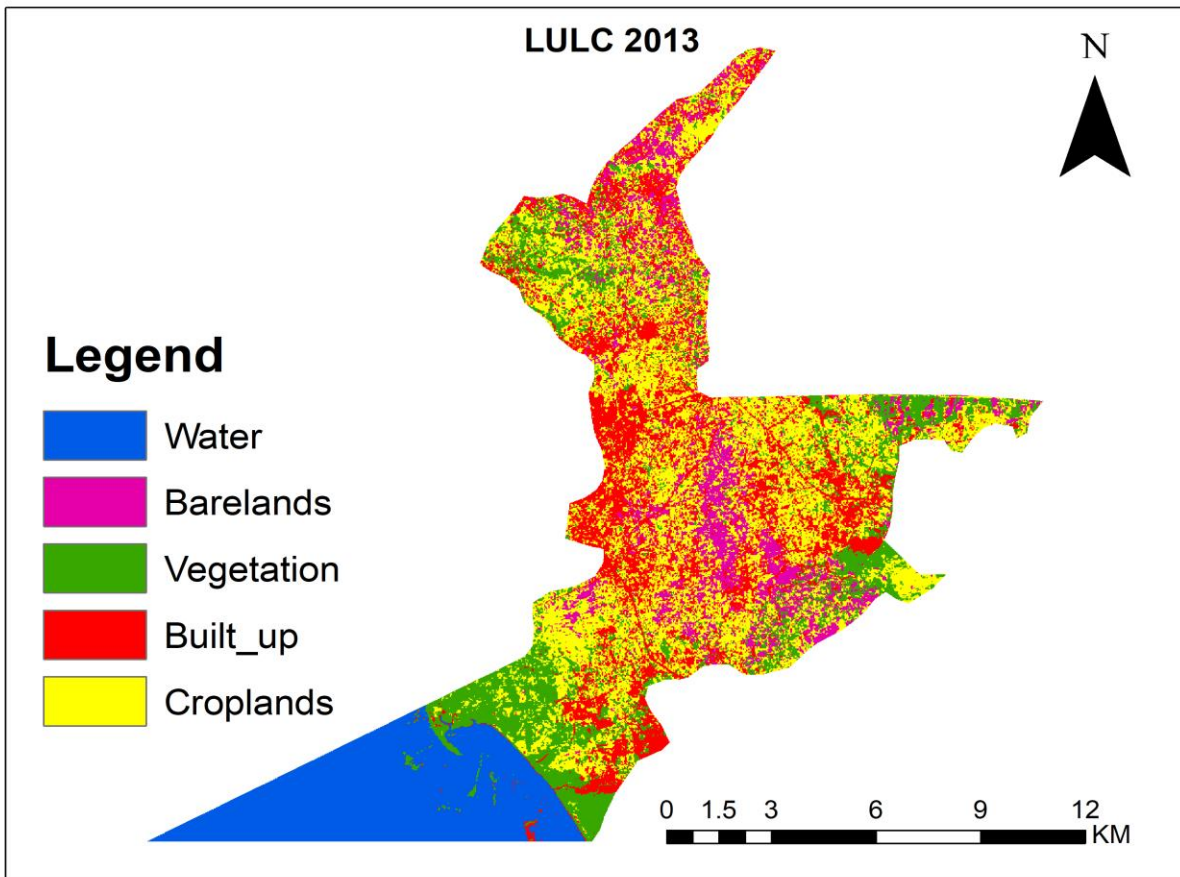 LULC 2013
N
Legend
Water
Barelands
Vegetation
Built_up
Croplands
0 1.5 3 6 9 12
KM